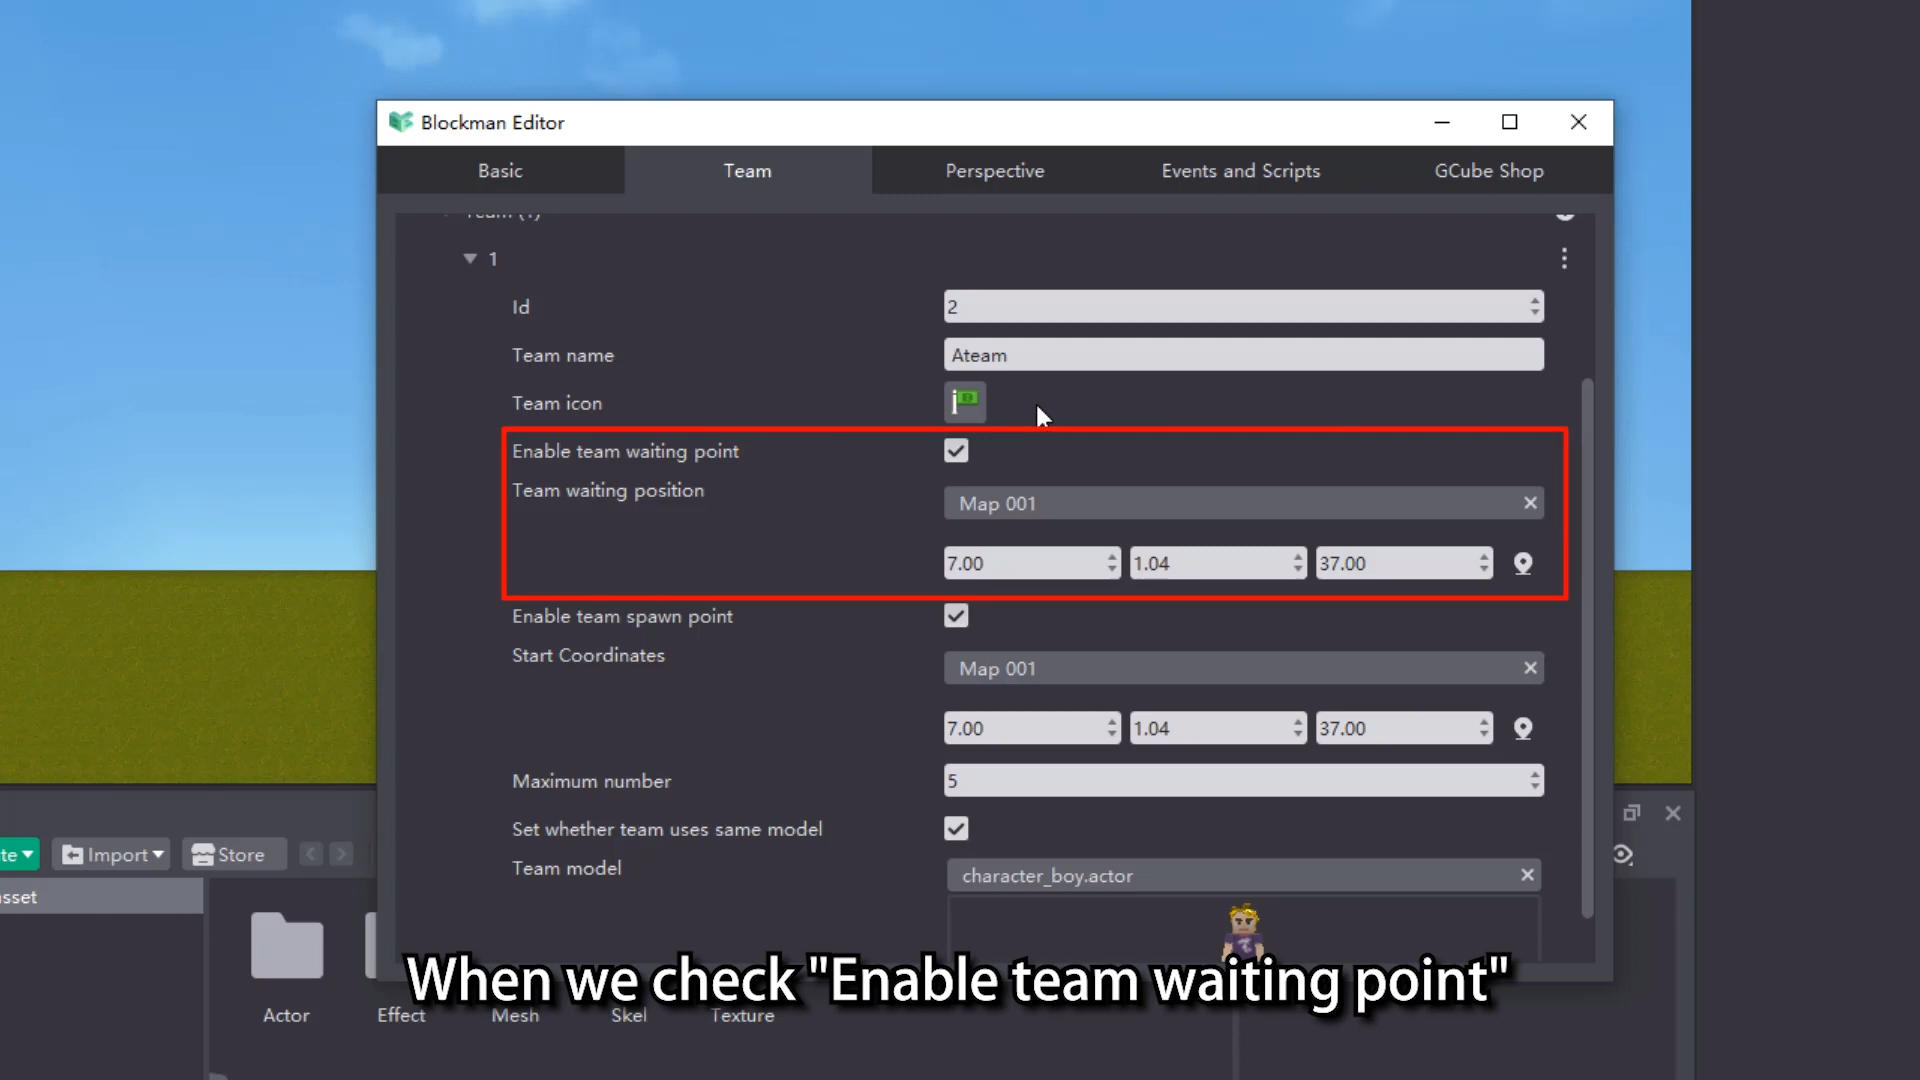 Blockman Editor
Basic
Team
Perspective
Events and Scripts
GCube Shop
Team (1)
1
Id
2
Team name
Ateam
Team icon
Enable team waiting point
Team waiting position
Map 001
7.00
1.04
37.00
Enable team spawn point
Start Coordinates
Map 001
7.00
1.04
37.00
Maximum number
5
Set whether team uses same model
Team model
character_boy.actor
Import
Store
Actor
Effect
Mesh
Skel
Texture
When we check "Enable team waiting point"